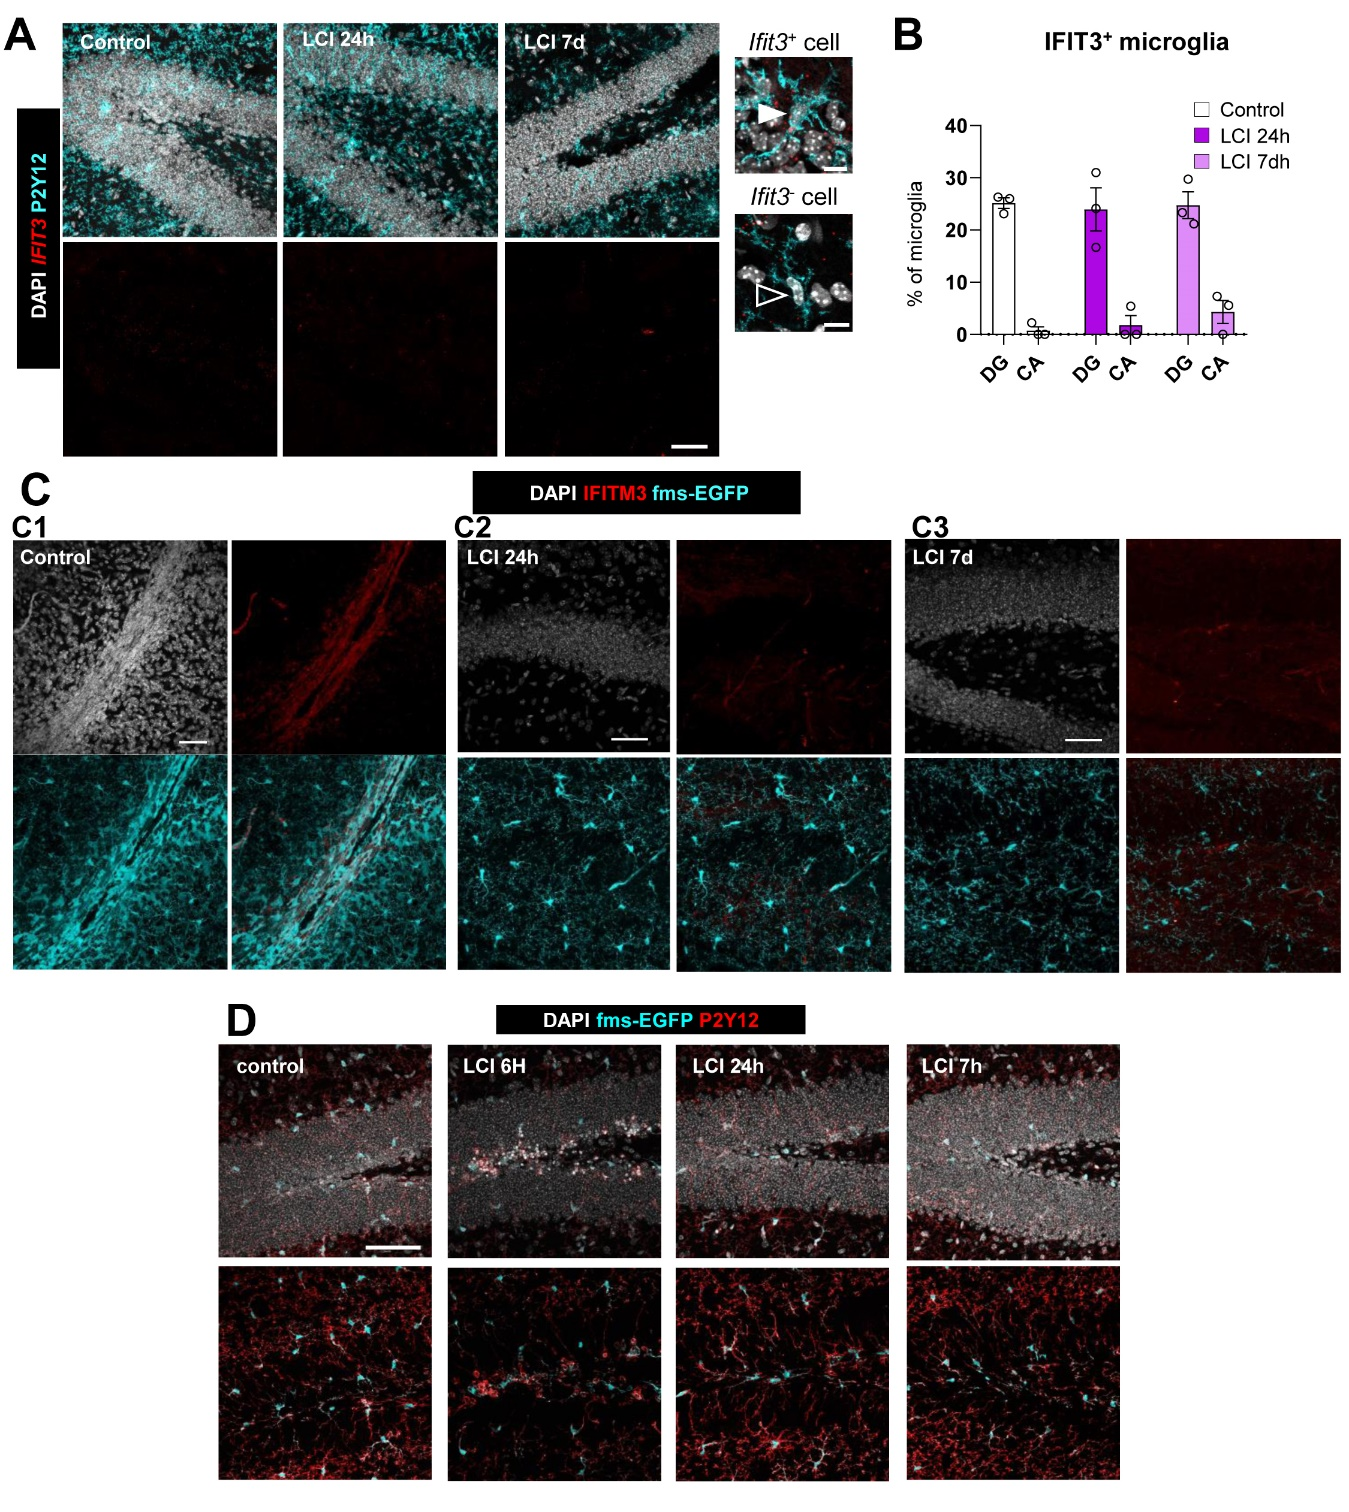 A
DAPI IFIT3 P2Y12
Control
LCI 24h
LCI 7d
Ifit3+ cell
Ifit3- cell
B
IFIT3+ microglia
Control
LCI 24h
LCI 7dh
% of microglia
40
30
20
10
0
DG
CA
DG
CA
DG
CA
C
DAPI IFITM3 fms-EGFP
C1
C2
C3
Control
LCI 24h
LCI 7d
D
DAPI fms-EGFP P2Y12
control
LCI 6H
LCI 24h
LCI 7h